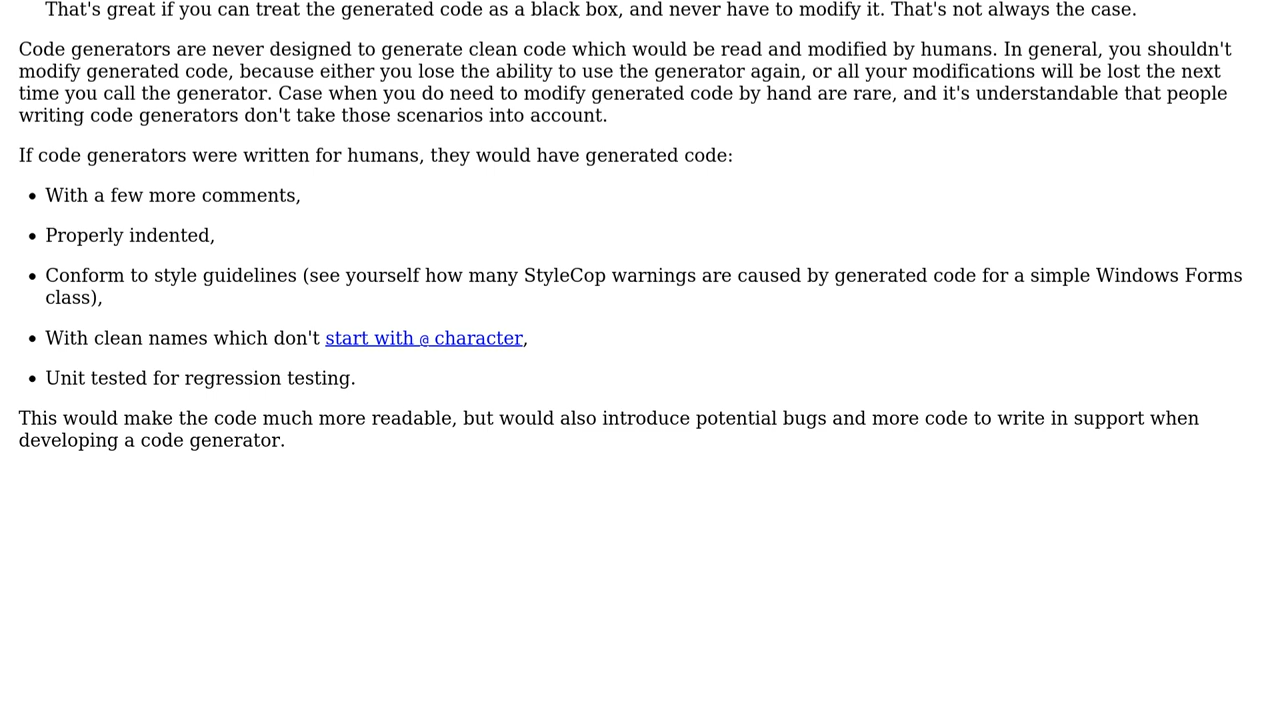 That's great if you can treat the generated code as a black box, and never have to modify it. That's not always the case.
Code generators are never designed to generate clean code which would be read and modified by humans. In general, you shouldn't
modify generated code, because either you lose the ability to use the generator again, or all your modifications will be lost the next
time you call the generator. Case when you do need to modify generated code by hand are rare, and it's understandable that people
writing code generators don't take those scenarios into account.
If code generators were written for humans, they would have generated code:
• With a few more comments,
• Properly indented,
• Conform to style guidelines (see yourself how many StyleCop warnings are caused by generated code for a simple Windows Forms
class),
• With clean names which don't start with @ character,
• Unit tested for regression testing.
This would make the code much more readable, but would also introduce potential bugs and more code to write in support when
developing a code generator.